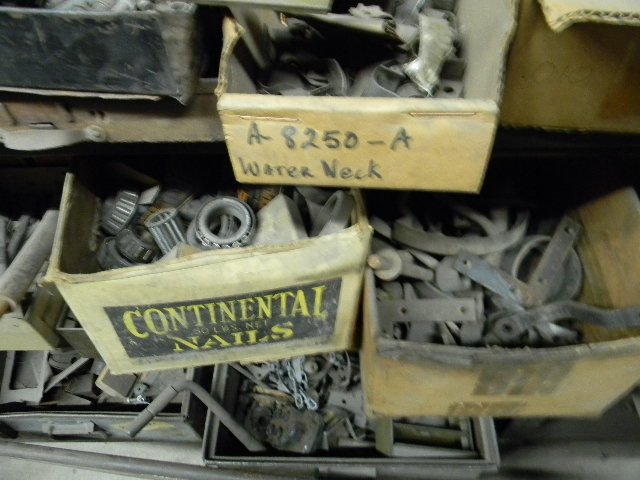 A-8250-A
Water Neck
CONTINENTAL
50 LBS. NET
NAILS